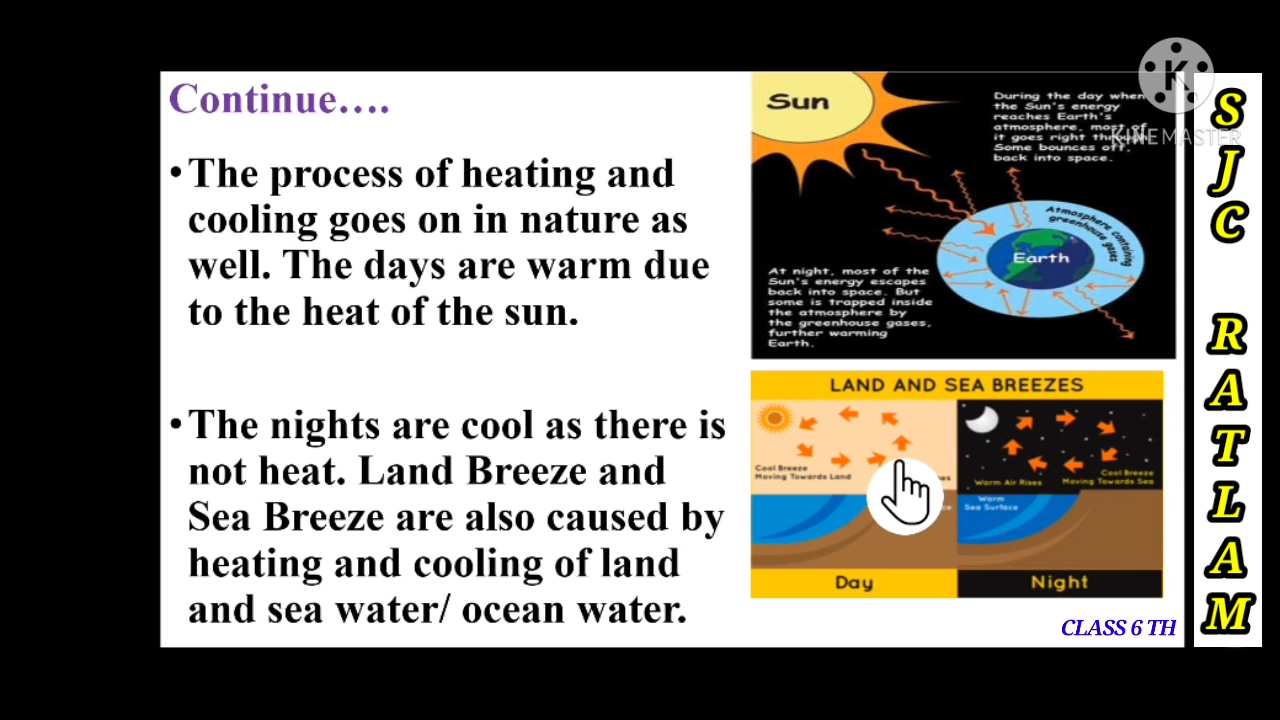 Continue….
•The process of heating and
cooling goes on in nature as
well. The days are warm due
to the heat of the sun.
•The nights are cool as there is
not heat. Land Breeze and
Sea Breeze are also caused by
heating and cooling of land
and sea water/ ocean water.
Sun
During the day when
the Sun's energy
reaches Earth's
atmosphere, most of
it goes right through.
Some bounces off,
back into space.
Atmosphere containing
greenhouse gases
Earth
At night, most of the
Sun's energy escapes
back into space. But
some is trapped inside
the atmosphere by
the greenhouse gases,
further warming
Earth.
LAND AND SEA BREEZES
Cool Breeze
Moving Towards Land
Warm Air Rises
Cool Breeze
Moving Towards Sea
Warm
Sea Surface
Day
Night
CLASS 6 TH
K
KINEMASTER
SJC
RATLAM